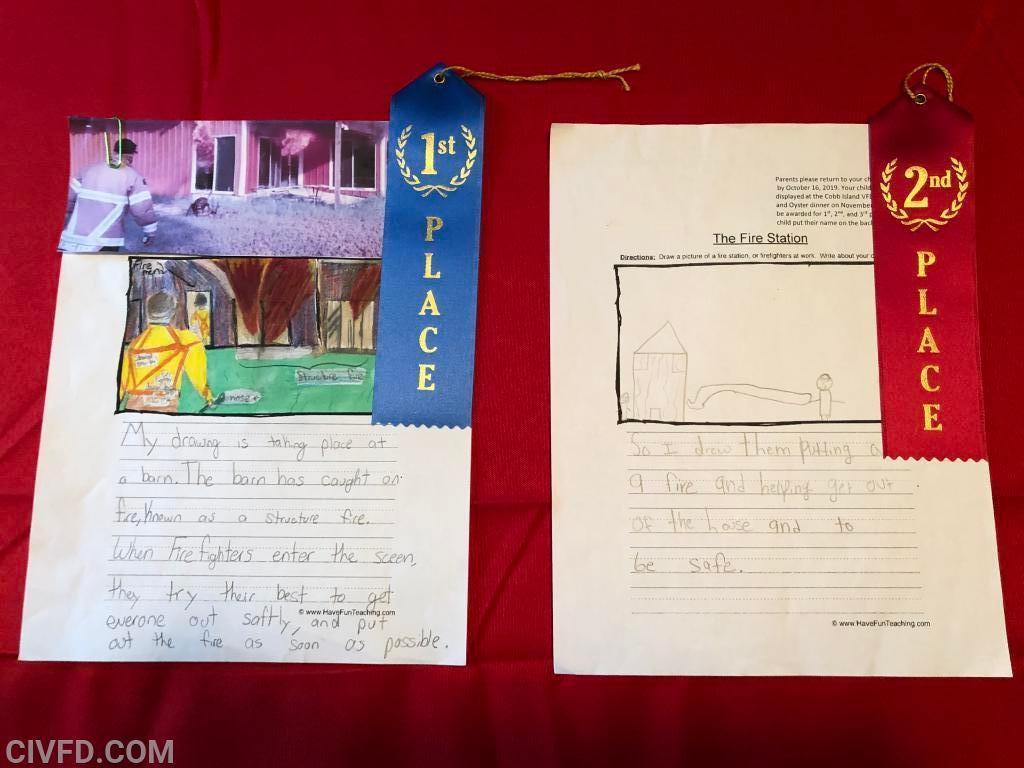 1st
PLACE
Fire
Structure fire
My drawing is taking place at
a barn. The barn has caught on
fire, known as a structure fire.
When Fire fighters enter the sceen,
they try their best to get
© www.HaveFunTeaching.com
everone out saftly, and put
out the fire as soon as possible.
2nd
PLACE
Parents please return to your ch
by October 16, 2019. Your child
displayed at the Cobb Island VF
and Oyster dinner on November
be awarded for 1st, 2nd, and 3rd p
child put their name on the back
The Fire Station
Directions: Draw a picture of a fire station, or firefighters at work. Write about your
So I drew them putting
a fire and helping get out
of the house and to
be safe.
© www.HaveFunTeaching.com
CIVFD.COM